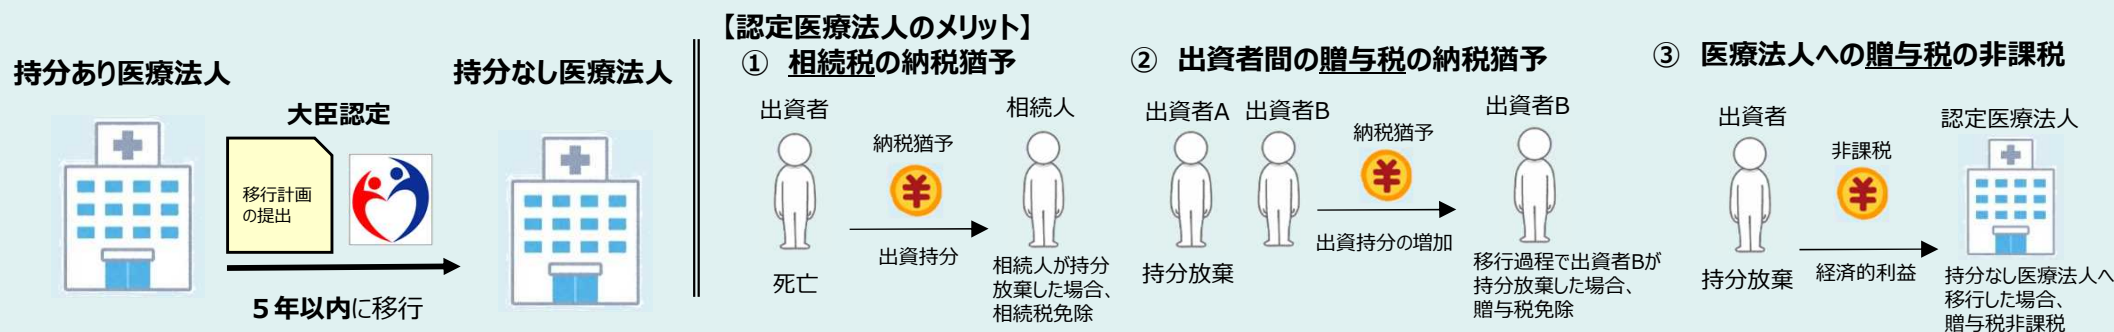 持分あり医療法人
大臣認定
移行計画
の提出
5年以内に移行
持分なし医療法人
【認定医療法人のメリット】
① 相続税の納税猶予
出資者
死亡
納税猶予
¥
出資持分
相続人
相続人が持分
放棄した場合、
相続税免除
② 出資者間の贈与税の納税猶予
出資者A 出資者B
持分放棄
納税猶予
¥
出資持分の増加
出資者B
移行過程で出資者Bが
持分放棄した場合、
贈与税免除
③ 医療法人への贈与税の非課税
出資者
持分放棄
非課税
¥
経済的利益
認定医療法人
持分なし医療法人へ
移行した場合、
贈与税非課税